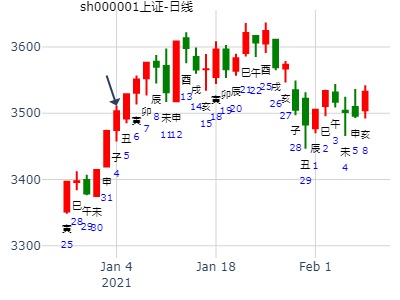 sh000001上证-日线
3600
3500
3400
3300
寅
25
巳
28
午
29
未
30
申
31
子
4
丑
5
寅
6
卯
7
辰
8
未
11
申
12
酉
13
戌
14
亥
15
寅
18
卯
19
辰
20
巳
21
午
22
酉
25
戌
26
亥
27
子
28
丑
29
辰
1
巳
2
午
3
未
4
申
5
亥
8
Jan 4
2021
Jan 18
Feb 1